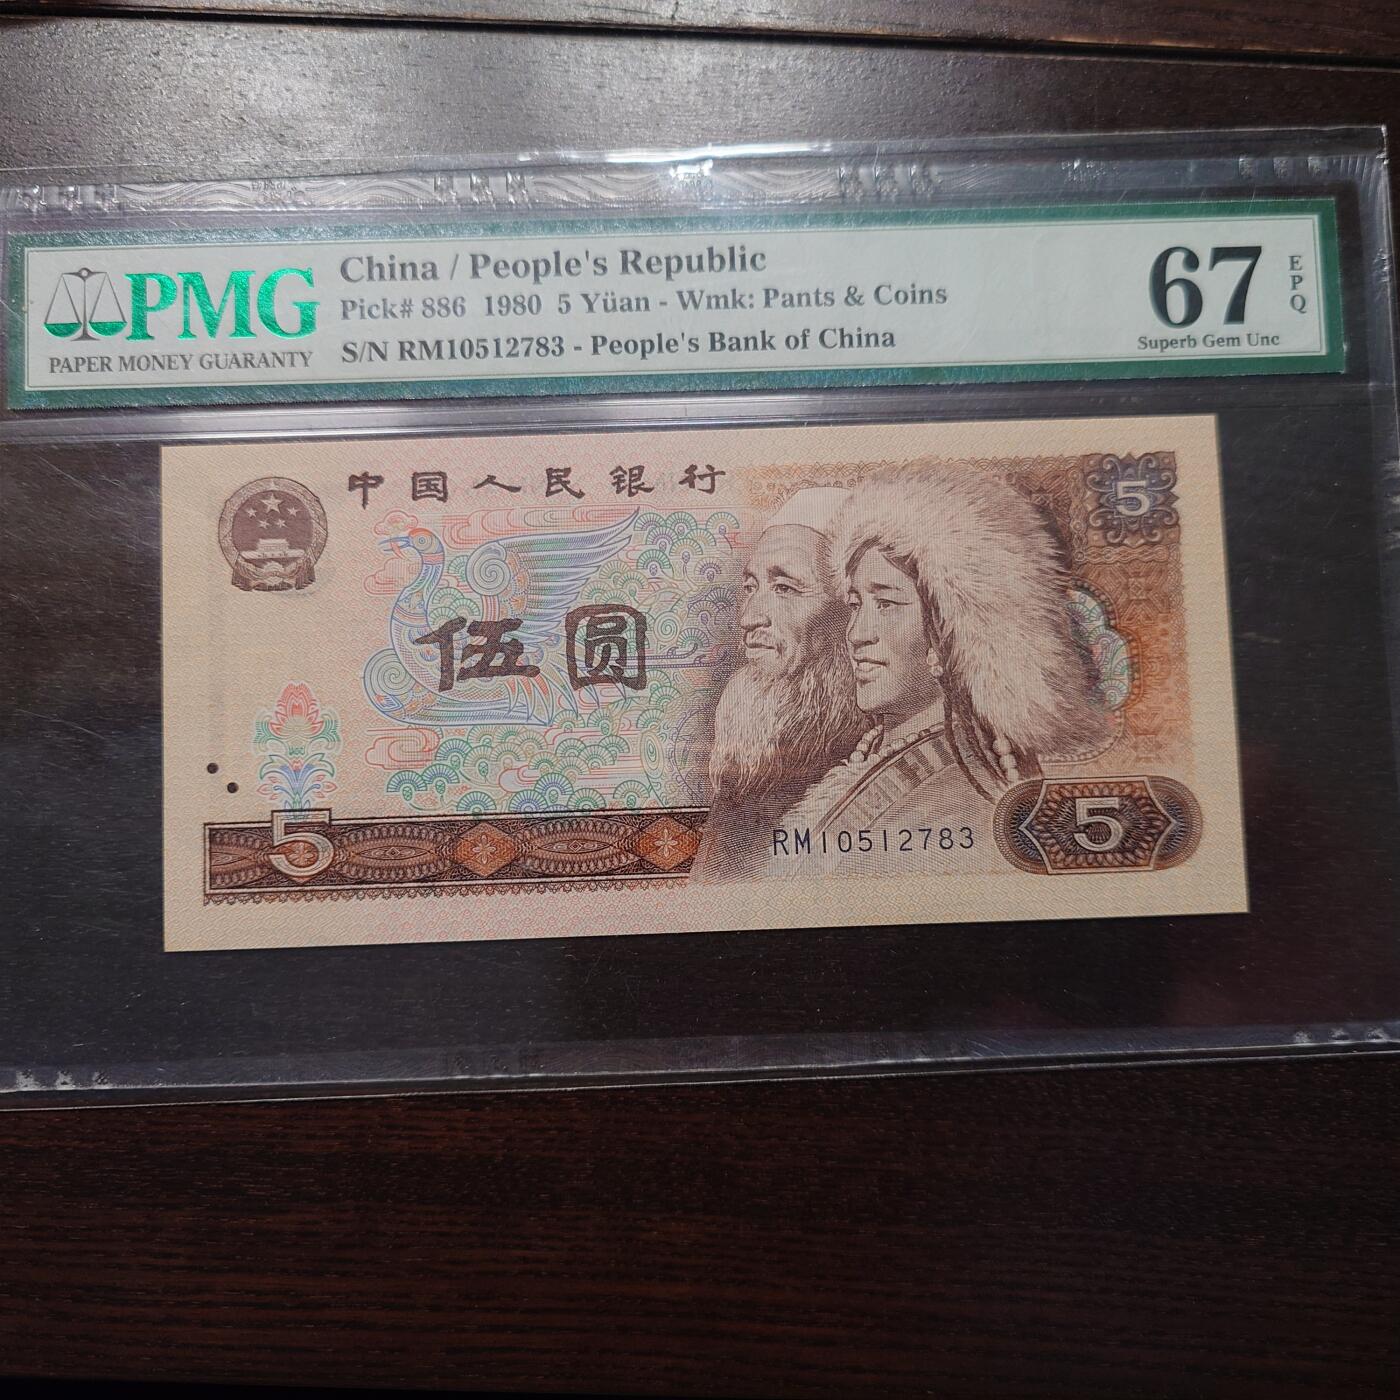 PMG
PAPER MONEY GUARANTY
China / People's Republic
Pick# 886 1980 5 Yüan - Wmk: Pants & Coins
S/N RM10512783 - People's Bank of China
67
EPQ
Superb Gem Unc
中国人民银行
5
伍圆
5
RM10512783
5